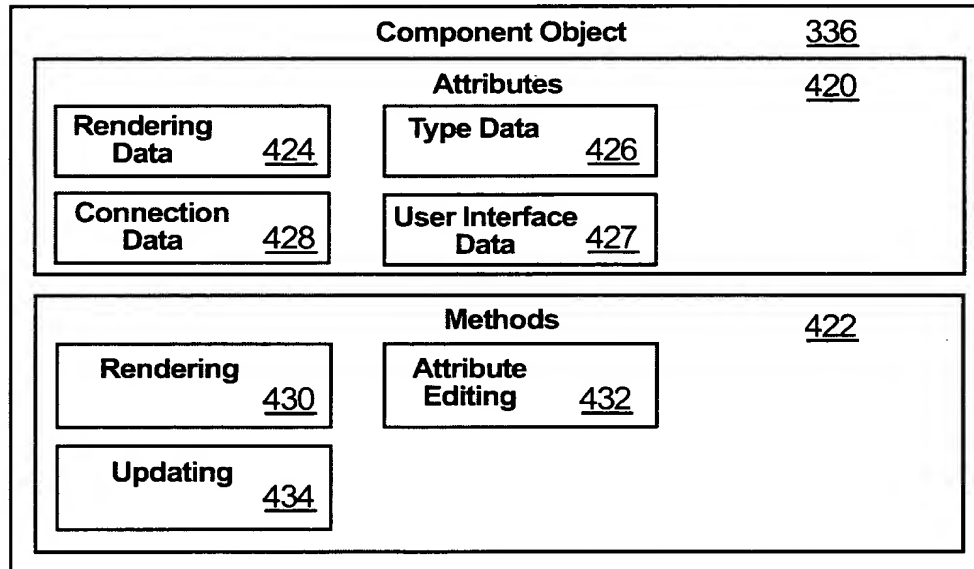 Component Object 336
Attributes 420
Rendering
Data 424
Type Data
426
Connection
Data 428
User Interface
Data 427
Methods 422
Rendering
430
Attribute
Editing 432
Updating
434